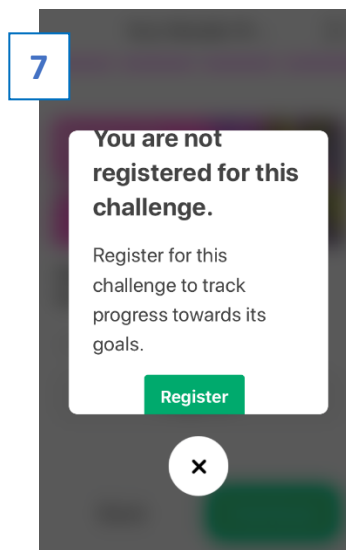 7
You are not
registered for this
challenge.
Register for this
challenge to track
progress towards its
goals.
Register
×